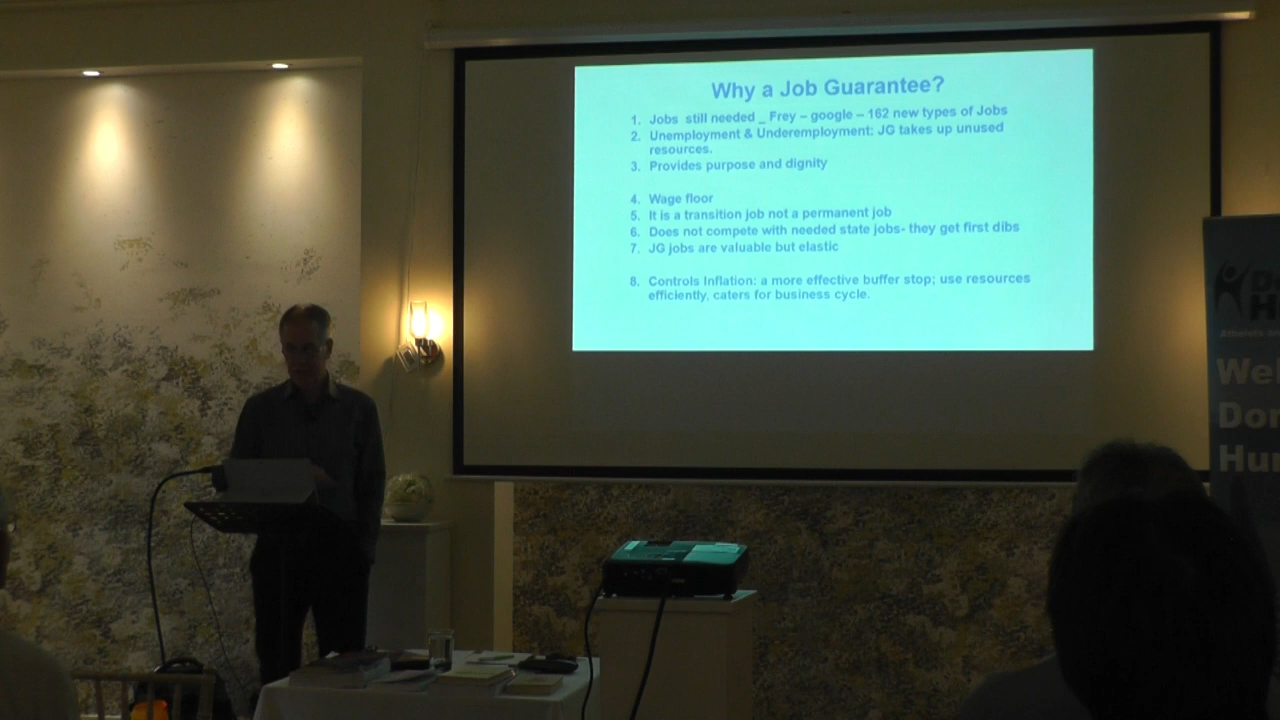 Why a Job Guarantee?
1. Jobs still needed _ Frey – google – 162 new types of Jobs
2. Unemployment & Underemployment: JG takes up unused
resources.
3. Provides purpose and dignity
4. Wage floor
5. It is a transition job not a permanent job
6. Does not compete with needed state jobs- they get first dibs
7. JG jobs are valuable but elastic
8. Controls Inflation: a more effective buffer stop; use resources
efficiently, caters for business cycle.